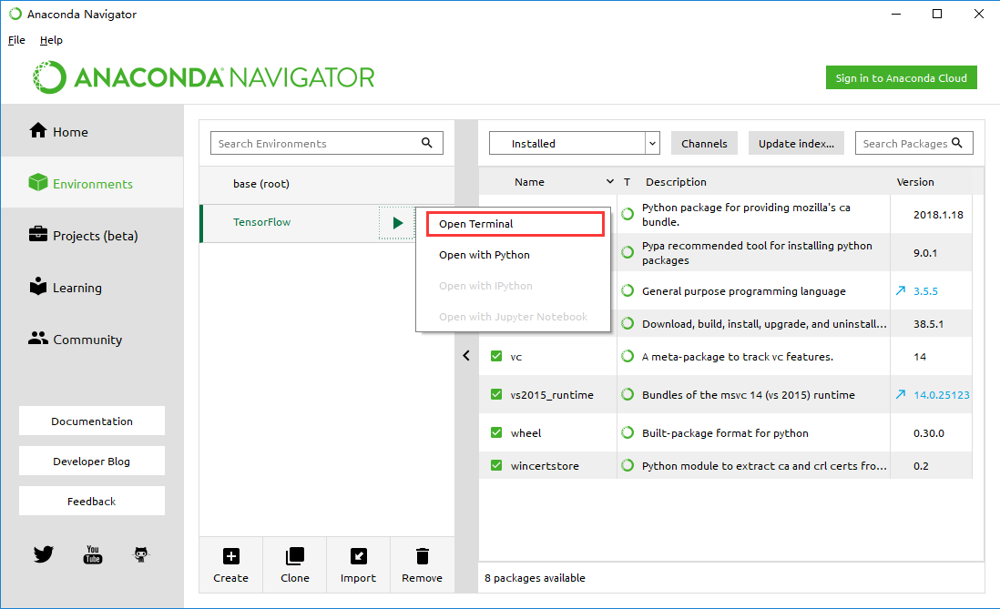 Anaconda Navigator
File Help
ANACONDA NAVIGATOR
Sign in to Anaconda Cloud
Home
Environments
Projects (beta)
Learning
Community
Documentation
Developer Blog
Feedback
You
Tube
Search Environments
base (root)
TensorFlow
Open Terminal
Open with Python
Open with IPython
Open with Jupyter Notebook
Create Clone Import Remove
Installed Channels Update index... Search Packages
Name T Description Version
Python package for providing mozilla's ca
bundle. 2018.1.18
Pypa recommended tool for installing python
packages 9.0.1
General purpose programming language 3.5.5
Download, build, install, upgrade, and uninstall... 38.5.1
vc A meta-package to track vc features. 14
vs2015_runtime Bundles of the msvc 14 (vs 2015) runtime 14.0.25123
wheel Built-package format for python 0.30.0
wincertstore Python module to extract ca and crl certs fro... 0.2
8 packages available